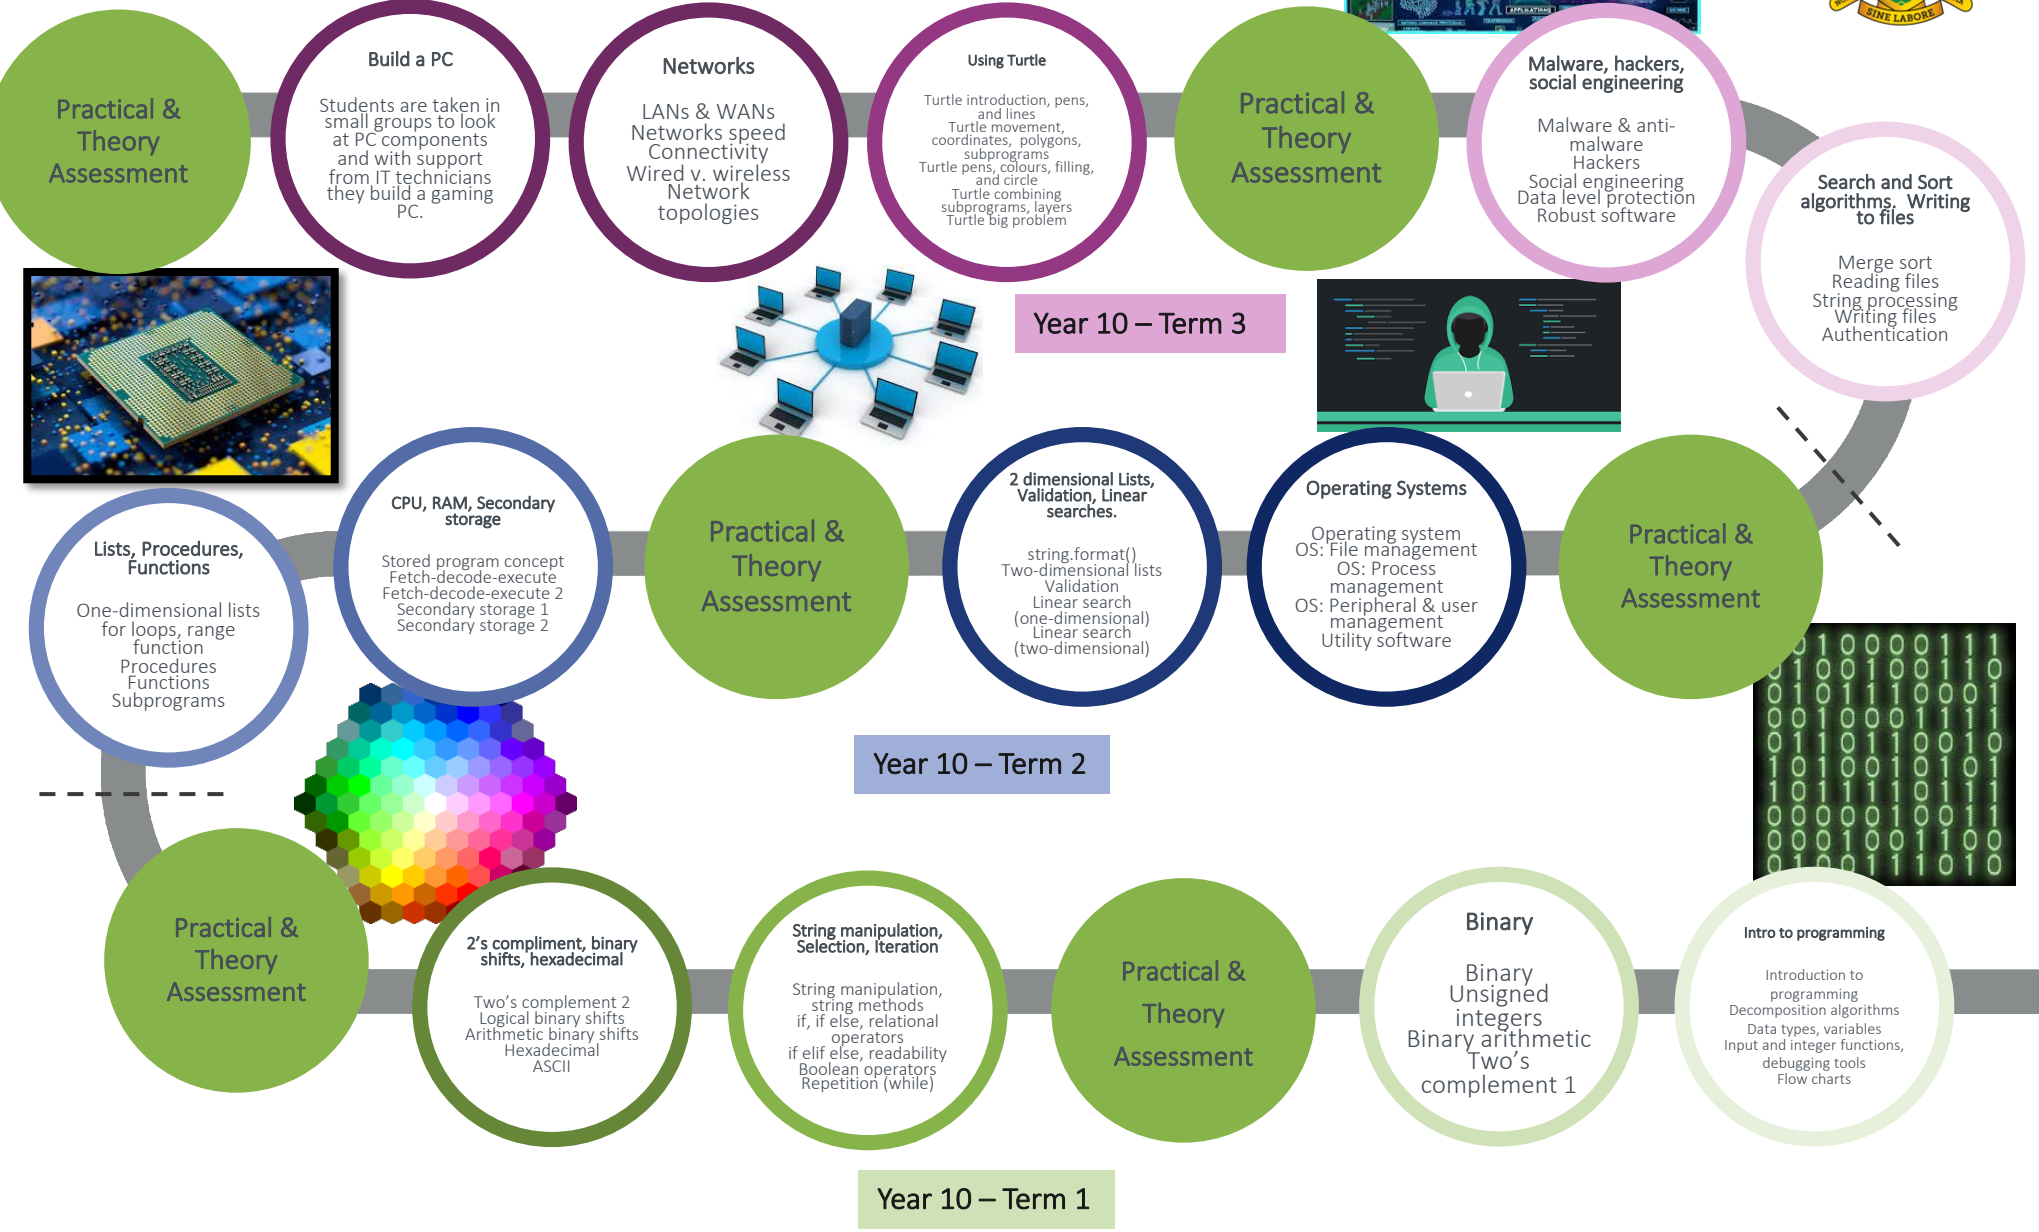 Practical &
Theory
Assessment
Build a PC
Students are taken in
small groups to look
at PC components
and with support
from IT technicians
they build a gaming
PC.
Networks
LANs & WANs
Networks speed
Connectivity
Wired v. wireless
Network
topologies
Using Turtle
Turtle introduction, pens,
and lines
Turtle movement,
coordinates, polygons,
subprograms
Turtle pens, colours, filling,
and circle
Turtle combining
subprograms, layers
Turtle big problem
Practical &
Theory
Assessment
APPLICATIONS
SINE LABORE
Malware, hackers,
social engineering
Malware & anti-
malware
Hackers
Social engineering
Data level protection
Robust software
Search and Sort
algorithms. Writing
to files
Merge sort
Reading files
String processing
Writing files
Authentication
Year 10 – Term 3
Lists, Procedures,
Functions
One-dimensional lists
for loops, range
function
Procedures
Functions
Subprograms
CPU, RAM, Secondary
storage
Stored program concept
Fetch-decode-execute
Fetch-decode-execute 2
Secondary storage 1
Secondary storage 2
Practical &
Theory
Assessment
2 dimensional Lists,
Validation, Linear
searches.
string.format()
Two-dimensional lists
Validation
Linear search
(one-dimensional)
Linear search
(two-dimensional)
Operating Systems
Operating system
OS: File management
OS: Process
management
OS: Peripheral & user
management
Utility software
Practical &
Theory
Assessment
010000111
1100100110
0101110001
0010001111
0110110010
1010011101
1011110111
0000101001
0001001100
0100111010
Year 10 – Term 2
Practical &
Theory
Assessment
2's compliment, binary
shifts, hexadecimal
Two's complement 2
Logical binary shifts
Arithmetic binary shifts
Hexadecimal
ASCII
String manipulation,
Selection, Iteration
String manipulation,
string methods
if, if else, relational
operators
if elif else, readability
Boolean operators
Repetition (while)
Practical &
Theory
Assessment
Binary
Binary
Unsigned
integers
Binary arithmetic
Two's
complement 1
Intro to programming
Introduction to
programming
Decomposition algorithms
Data types, variables
Input and integer functions,
debugging tools
Flow charts
Year 10 – Term 1